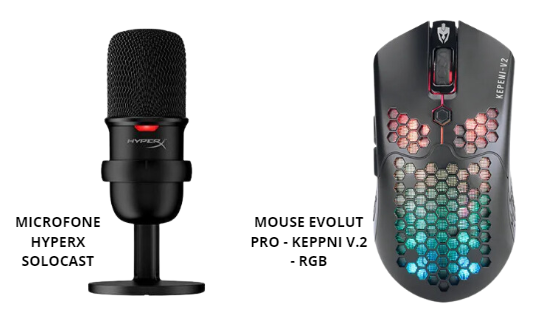 HYPERX
KEPENI-V2
MICROFONE
HYPERX
SOLOCAST
MOUSE EVOLUT
PRO - KEPPNI V.2
- RGB